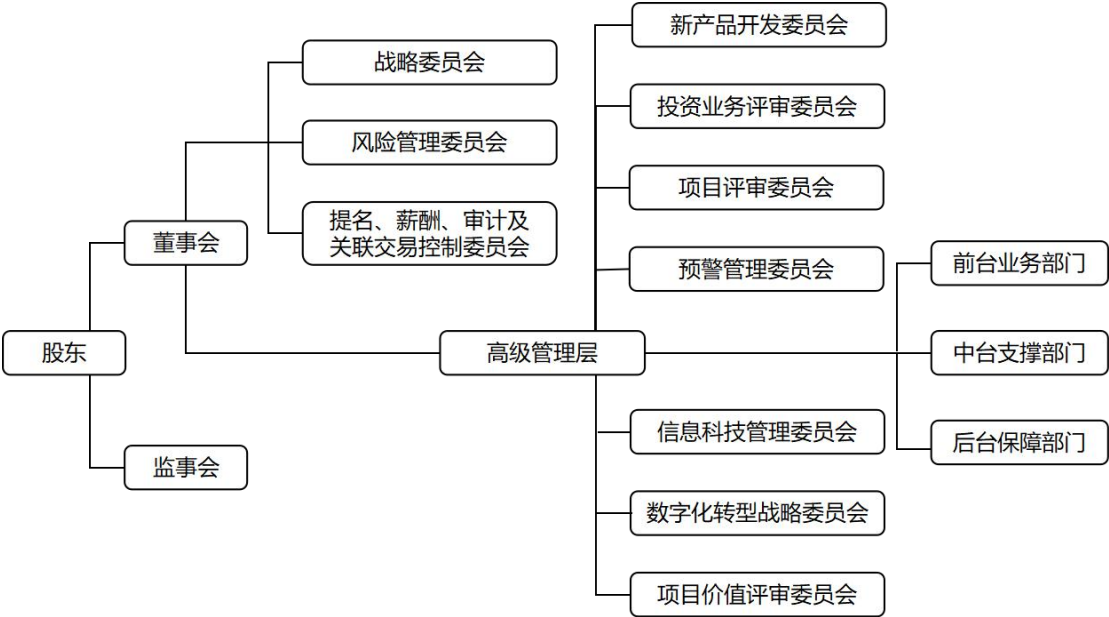 新产品开发委员会
战略委员会
投资业务评审委员会
风险管理委员会
项目评审委员会
提名、薪酬、审计及
关联交易控制委员会
董事会
预警管理委员会
前台业务部门
股东
高级管理层
中台支撑部门
信息科技管理委员会
后台保障部门
监事会
数字化转型战略委员会
项目价值评审委员会